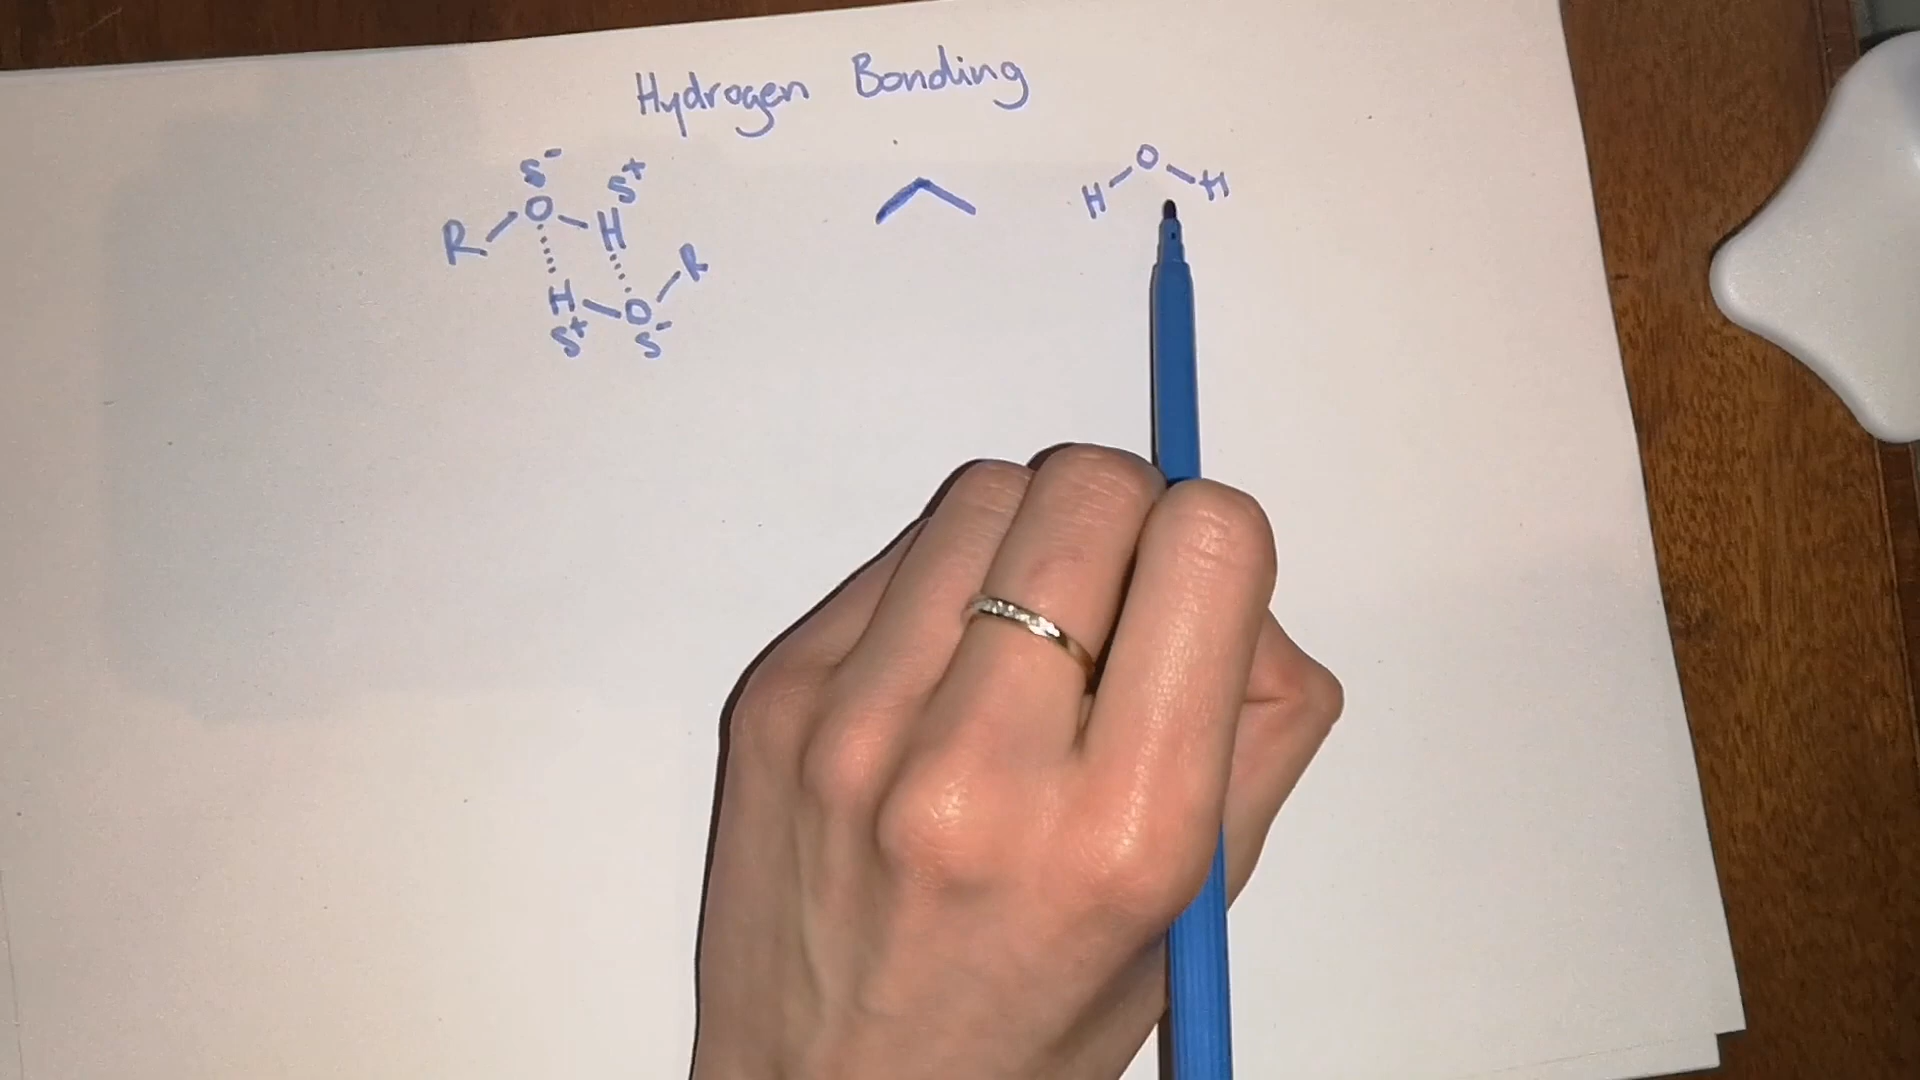 Hydrogen Bonding
δ- δ+
R O H
H O R
δ+ δ-
O
H H